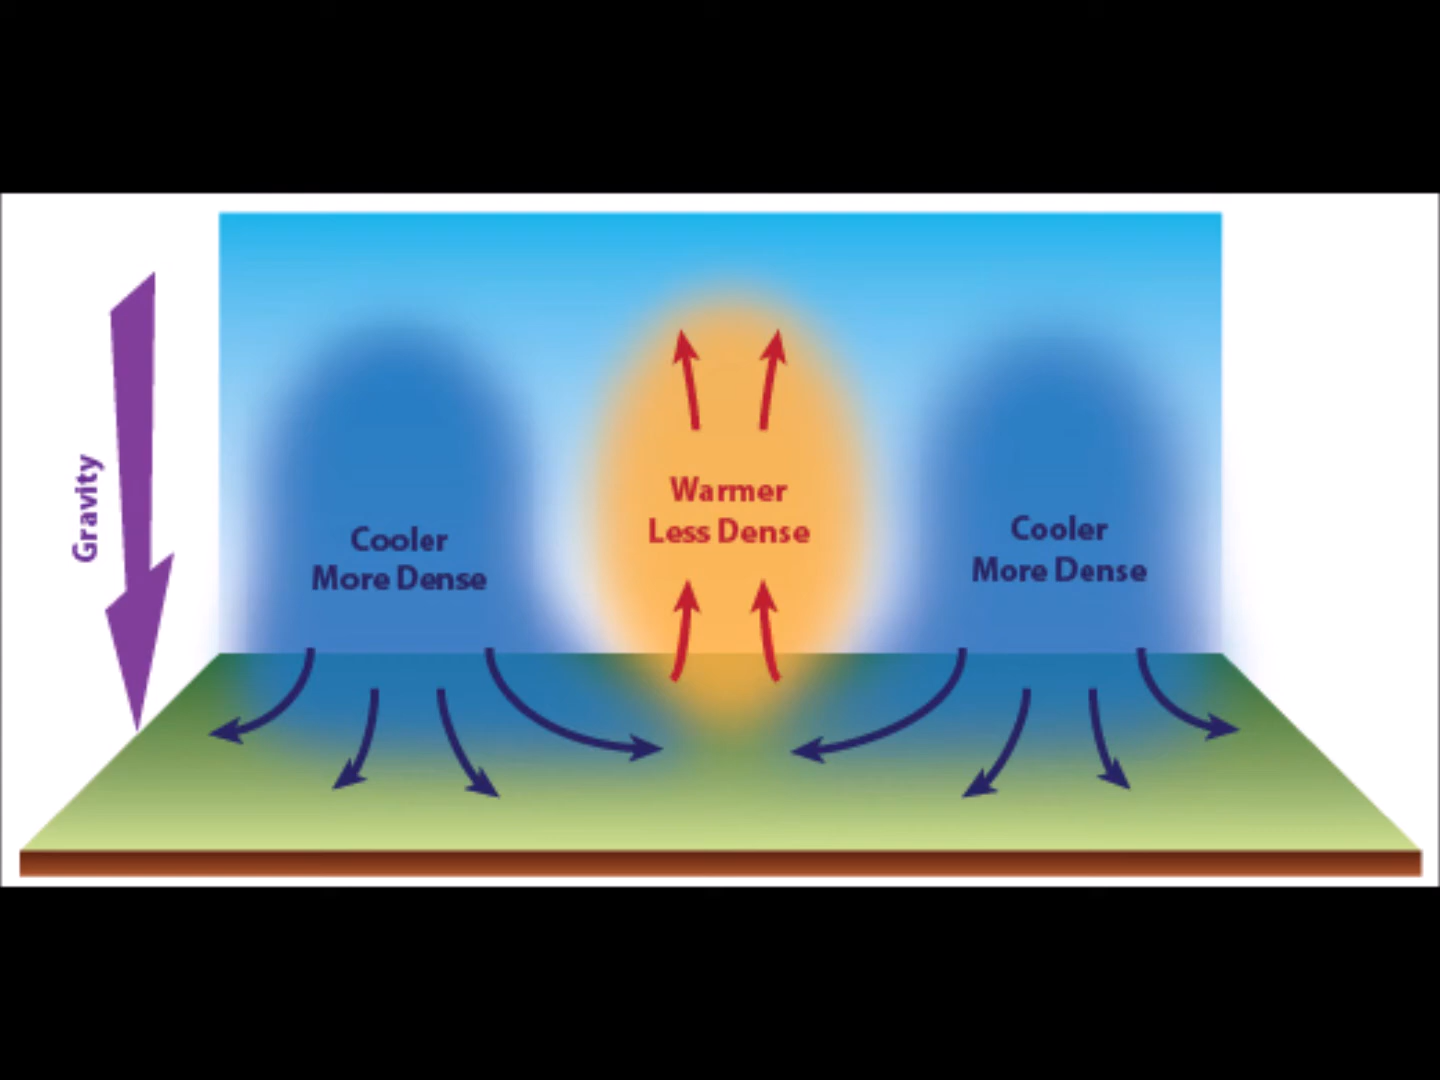 Gravity
Cooler
More Dense
Warmer
Less Dense
Cooler
More Dense